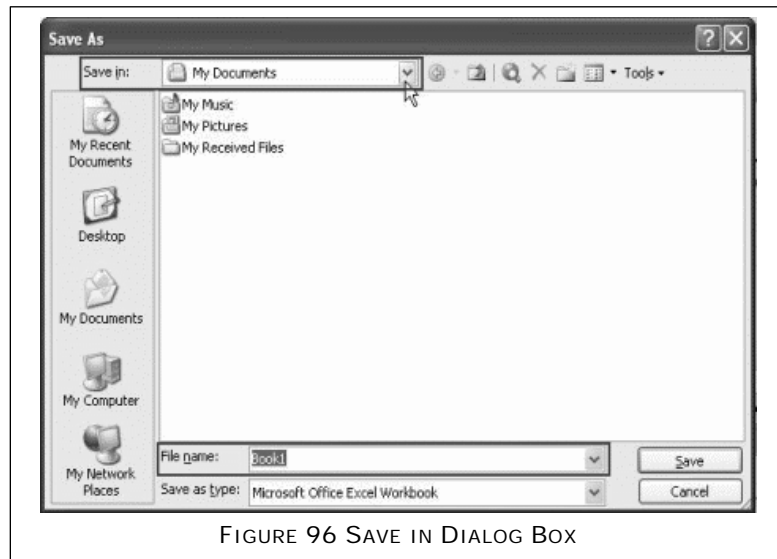 Save As
Save in: My Documents Tools
My Music
My Pictures
My Received Files
My Recent
Documents
Desktop
My Documents
My Computer
My Network
Places
File name: Book1 Save
Save as type: Microsoft Office Excel Workbook Cancel
FIGURE 96 SAVE IN DIALOG BOX